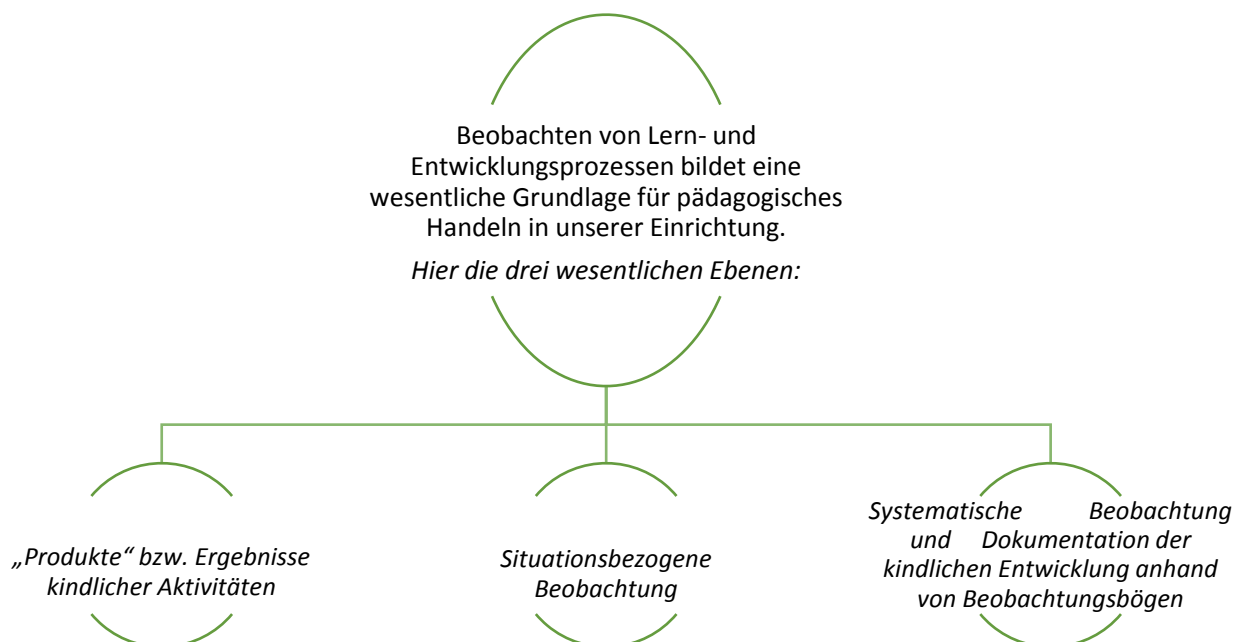 Beobachten von Lern- und
Entwicklungsprozessen bildet eine
wesentliche Grundlage für pädagogisches
Handeln in unserer Einrichtung.
Hier die drei wesentlichen Ebenen:
„Produkte“ bzw. Ergebnisse
kindlicher Aktivitäten
Situationsbezogene
Beobachtung
Systematische Beobachtung
und Dokumentation der
kindlichen Entwicklung anhand
von Beobachtungsbögen